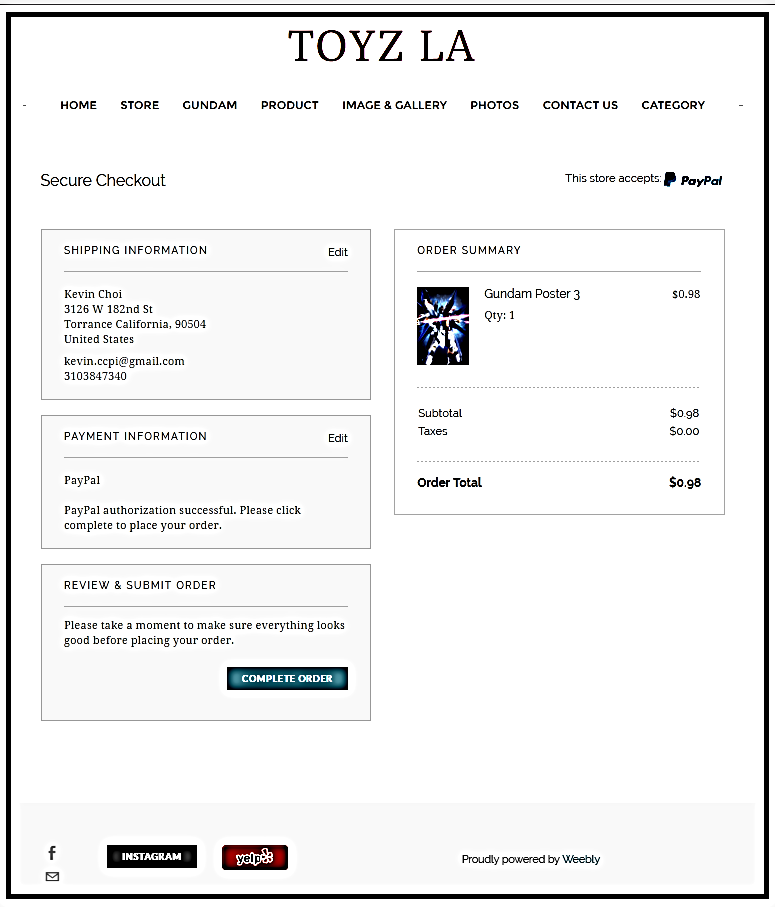 TOYZ LA
- HOME STORE GUNDAM PRODUCT IMAGE & GALLERY PHOTOS CONTACT US CATEGORY -
Secure Checkout
This store accepts: PayPal
SHIPPING INFORMATION
Edit
Kevin Choi
3126 W 182nd St
Torrance California, 90504
United States
kevin.ccpi@gmail.com
3103847340
PAYMENT INFORMATION
Edit
PayPal
PayPal authorization successful. Please click
complete to place your order.
REVIEW & SUBMIT ORDER
Please take a moment to make sure everything looks
good before placing your order.
COMPLETE ORDER
ORDER SUMMARY
Gundam Poster 3 $0.98
Qty: 1
Subtotal $0.98
Taxes $0.00
Order Total $0.98
INSTAGRAM
yelp
Proudly powered by Weebly